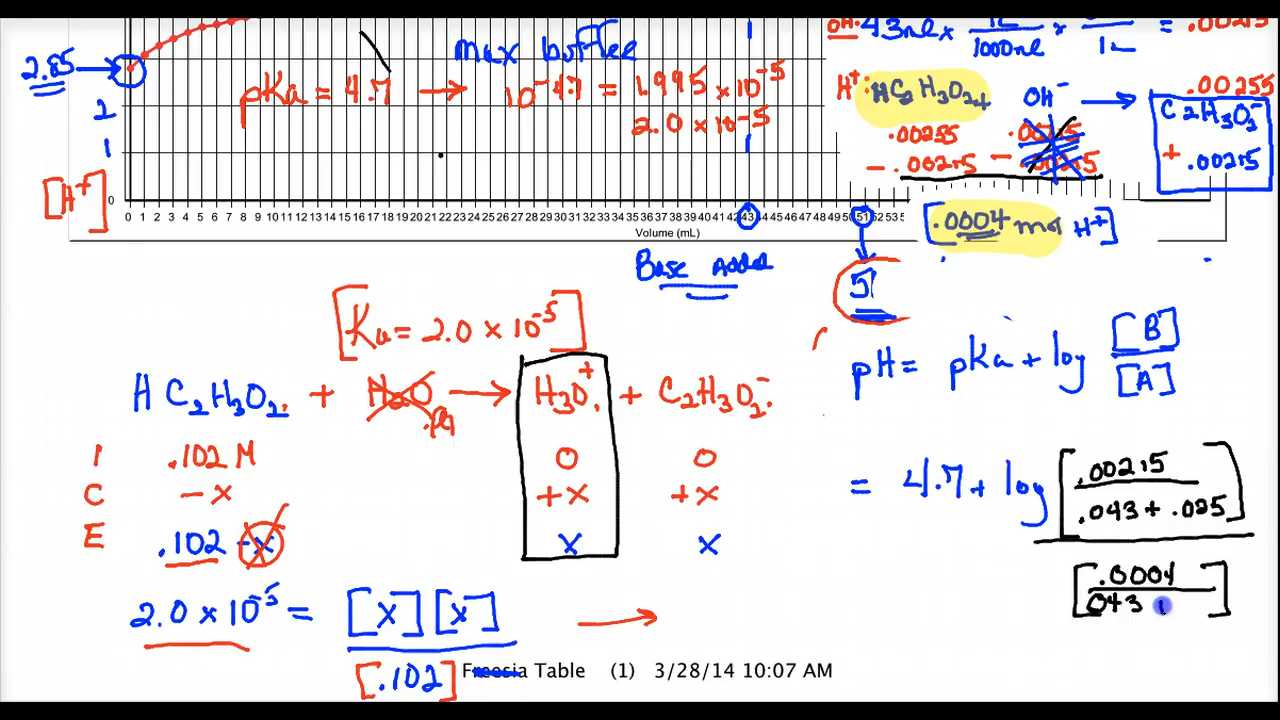 OH⁻ 43mL × 1L/1000mL × /1L = .00215
2.85 → max buffer
pKa = 4.7 → 10⁻⁴·⁷ = 1.995 × 10⁻⁵
2.0 × 10⁻⁵
2
1
0
[H⁺]
0 1 2 3 4 5 6 7 8 9 10 11 12 13 14 15 16 17 18 19 20 21 22 23 24 25 26 27 28 29 30 31 32 33 34 35 36 37 38 39 40 41 42 43 44 45 46 47 48 49 50 51 52 53
Volume (mL)
Base Added
51
H⁺: .00255
HC₂H₃O₂ + OH⁻ → C₂H₃O₂⁻
.00255 .00215
- .00215 - .00215 + .00215
[.0004 mol H⁺]
[Ka = 2.0 × 10⁻⁵]
HC₂H₃O₂ + H₂O → H₃O⁺ + C₂H₃O₂⁻
I .102 M 0 0
C - x + x + x
E .102 - x x x
2.0 × 10⁻⁵ = [x][x] →
[.102]
pH = pKa + log [B]/[A]
= 4.7 + log [.00215
.043 + .025]
[.0004
043 ]
Freesia Table (1) 3/28/14 10:07 AM